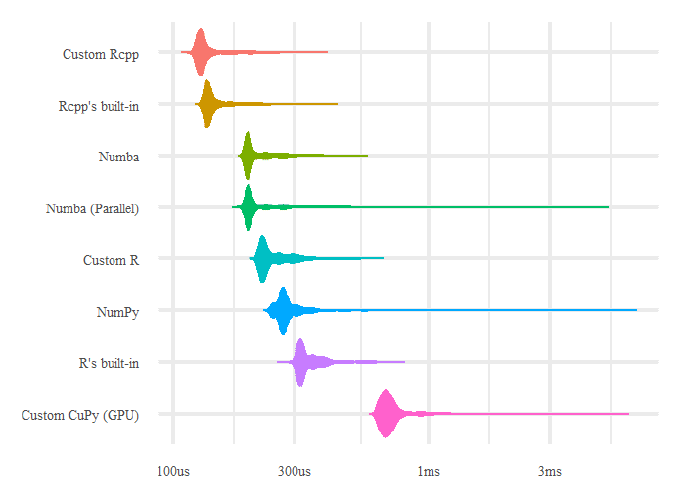 Custom Rcpp
Rcpp's built-in
Numba
Numba (Parallel)
Custom R
NumPy
R's built-in
Custom CuPy (GPU)
100us 300us 1ms 3ms